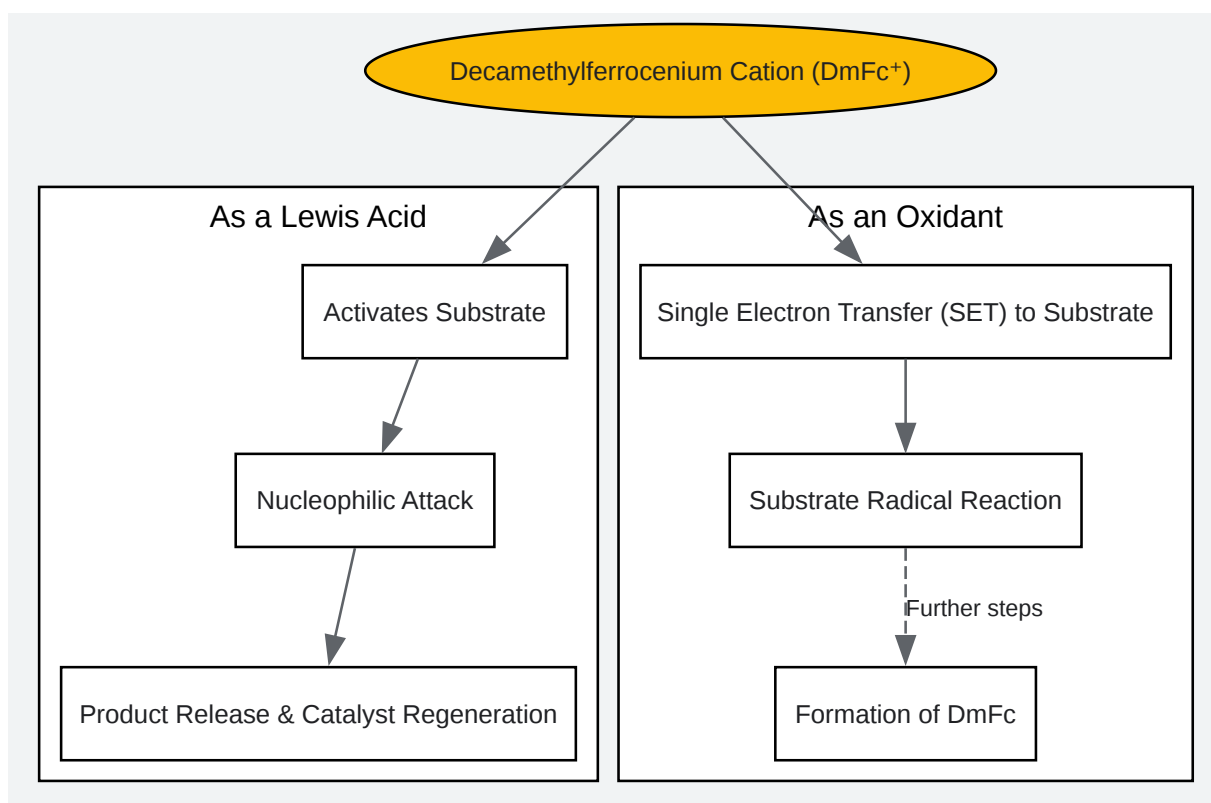 Decamethylferrocenium Cation (DmFc⁺)
As a Lewis Acid
Activates Substrate
Nucleophilic Attack
Product Release & Catalyst Regeneration
As an Oxidant
Single Electron Transfer (SET) to Substrate
Substrate Radical Reaction
Further steps
Formation of DmFc